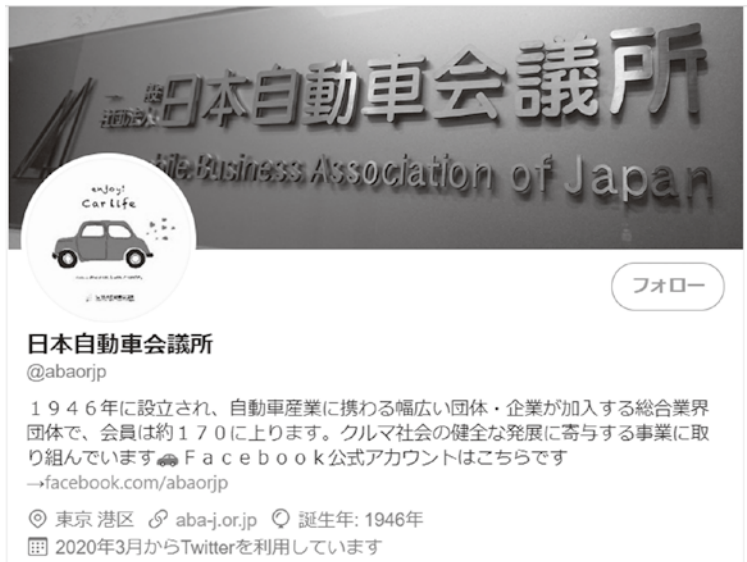 一般
社団法人日本自動車会議所
bile Business Association of Japan
enjoy!
Car life
フォロー
日本自動車会議所
@abaorjp
１９４６年に設立され、自動車産業に携わる幅広い団体・企業が加入する総合業界
団体で、会員は約１７０に上ります。クルマ社会の健全な発展に寄与する事業に取
り組んでいます🚗Ｆａｃｅｂｏｏｋ公式アカウントはこちらです
→facebook.com/abaorjp
東京 港区 aba-j.or.jp 誕生年: 1946年
2020年3月からTwitterを利用しています